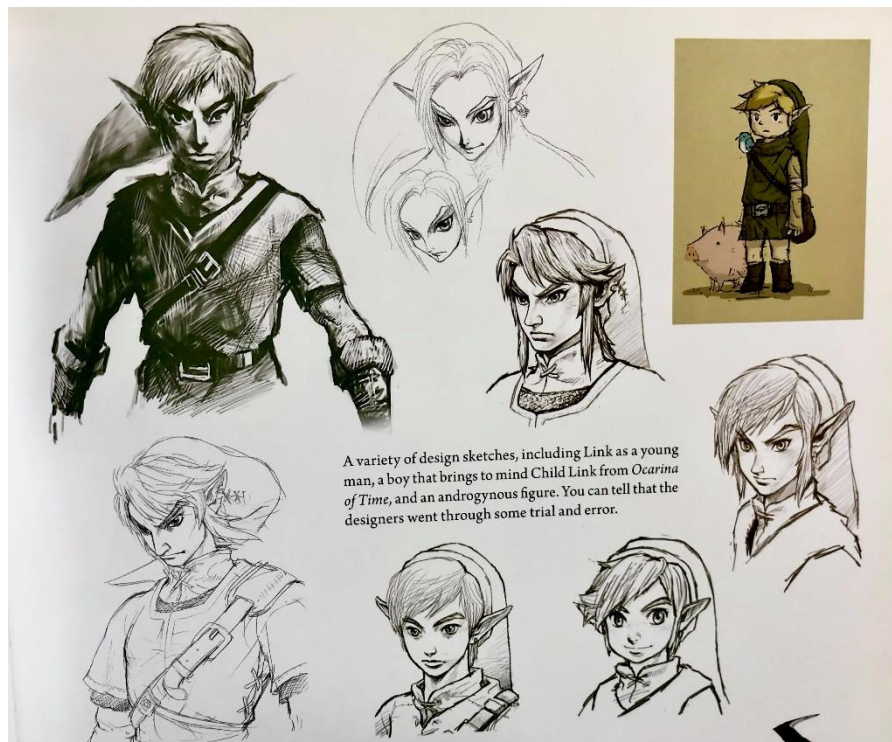 A variety of design sketches, including Link as a young
man, a boy that brings to mind Child Link from Ocarina
of Time, and an androgynous figure. You can tell that the
designers went through some trial and error.